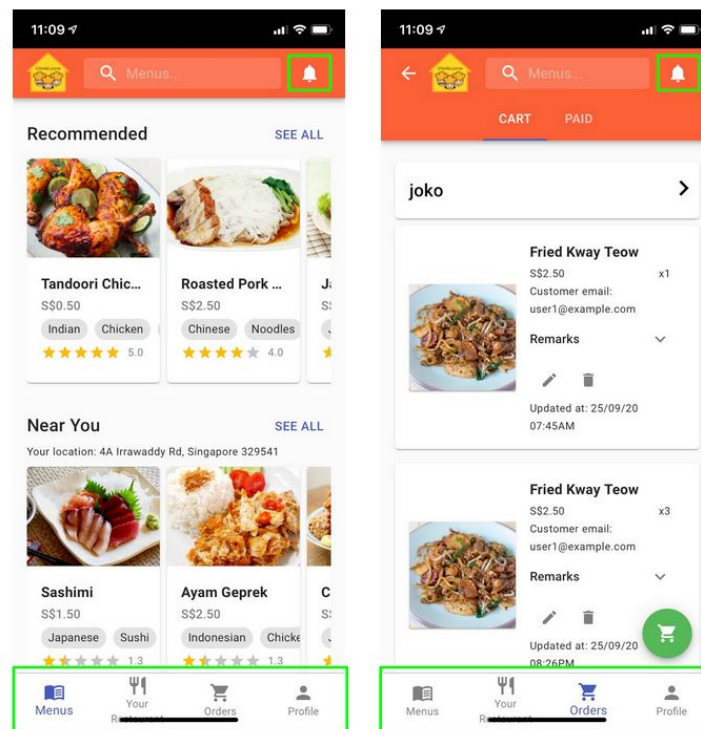 11:09
Menus...
Recommended
SEE ALL
Tandoori Chic...
Roasted Pork ...
S$0.50
S$2.50
Indian
Chicken
Chinese
Noodles
5.0
4.0
Near You
SEE ALL
Your location: 4A Irrawaddy Rd, Singapore 329541
Sashimi
Ayam Geprek
S$1.50
S$2.50
Japanese
Sushi
Indonesian
Chicke
1.3
1.3
Menus
Your
Orders
Profile
11:09
Menus...
CART
PAID
joko
Fried Kway Teow
S$2.50
x1
Customer email:
user1@example.com
Remarks
Updated at: 25/09/20
07:45AM
Fried Kway Teow
S$2.50
x3
Customer email:
user1@example.com
Remarks
Updated at: 25/09/20
08:26PM
Menus
Your
Orders
Profile